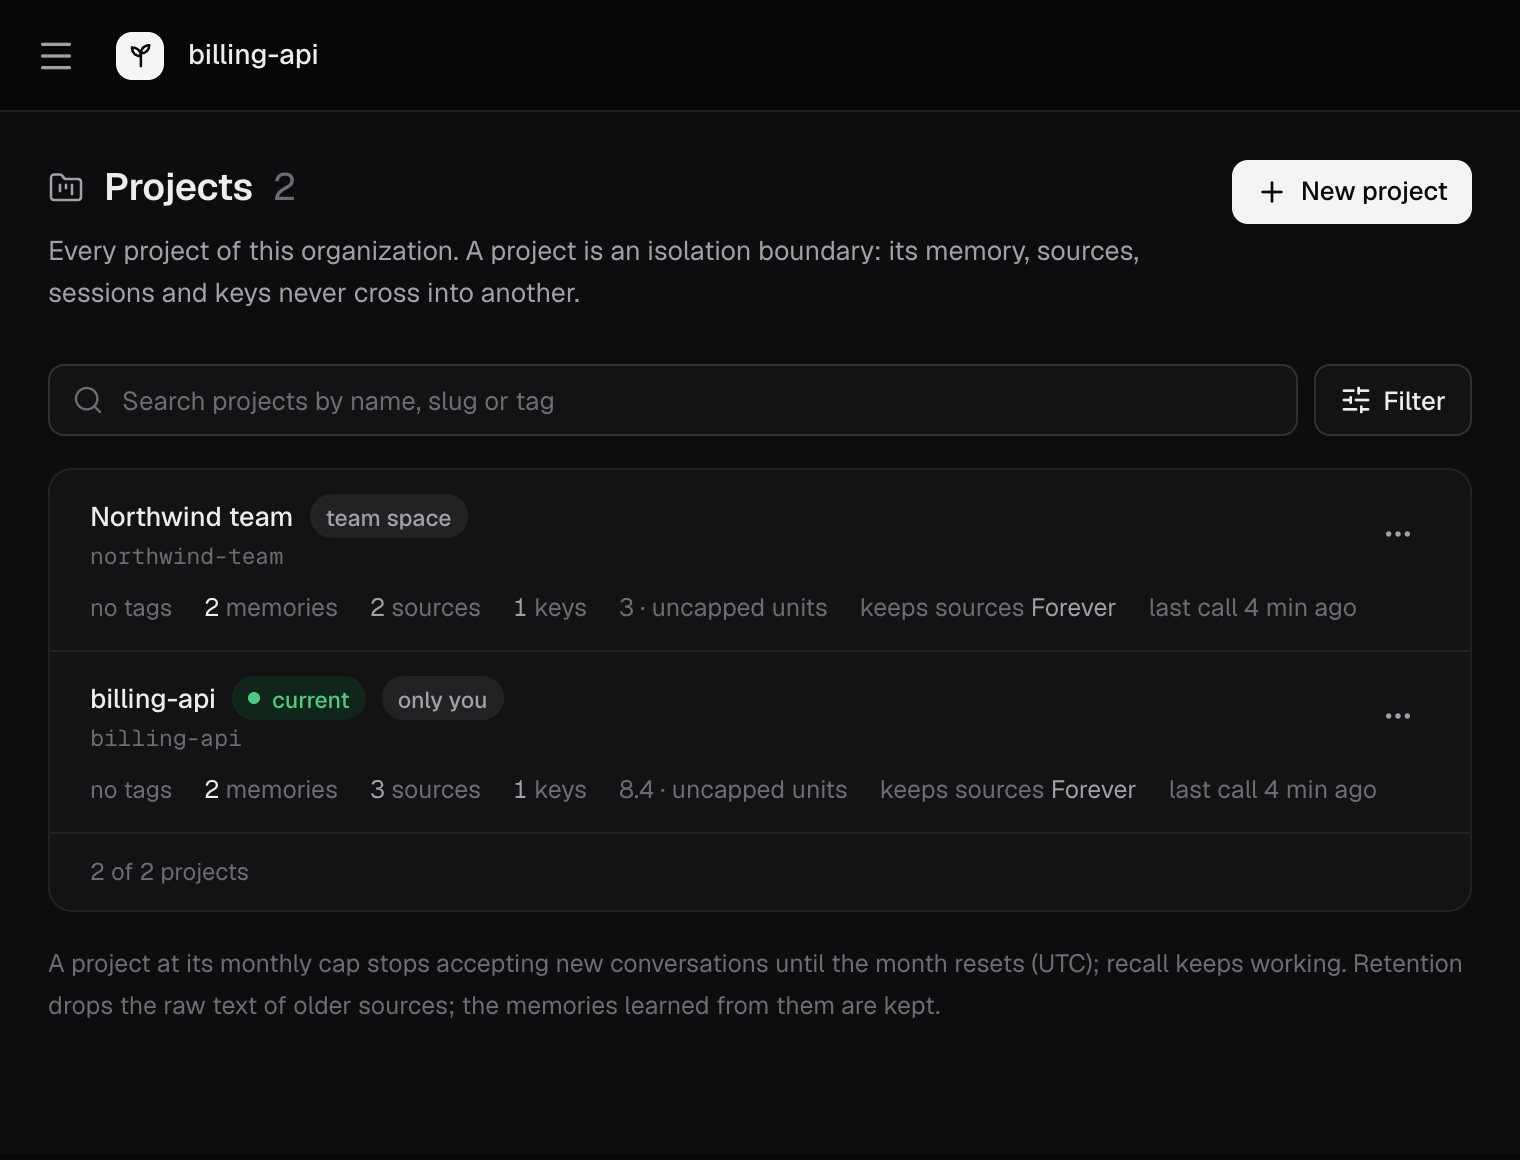 billing-api
Projects 2
+ New project
Every project of this organization. A project is an isolation boundary: its memory, sources,
sessions and keys never cross into another.
Search projects by name, slug or tag
Filter
Northwind team team space
northwind-team
no tags 2 memories 2 sources 1 keys 3 · uncapped units keeps sources Forever last call 4 min ago
billing-api current only you
billing-api
no tags 2 memories 3 sources 1 keys 8.4 · uncapped units keeps sources Forever last call 4 min ago
2 of 2 projects
A project at its monthly cap stops accepting new conversations until the month resets (UTC); recall keeps working. Retention
drops the raw text of older sources; the memories learned from them are kept.